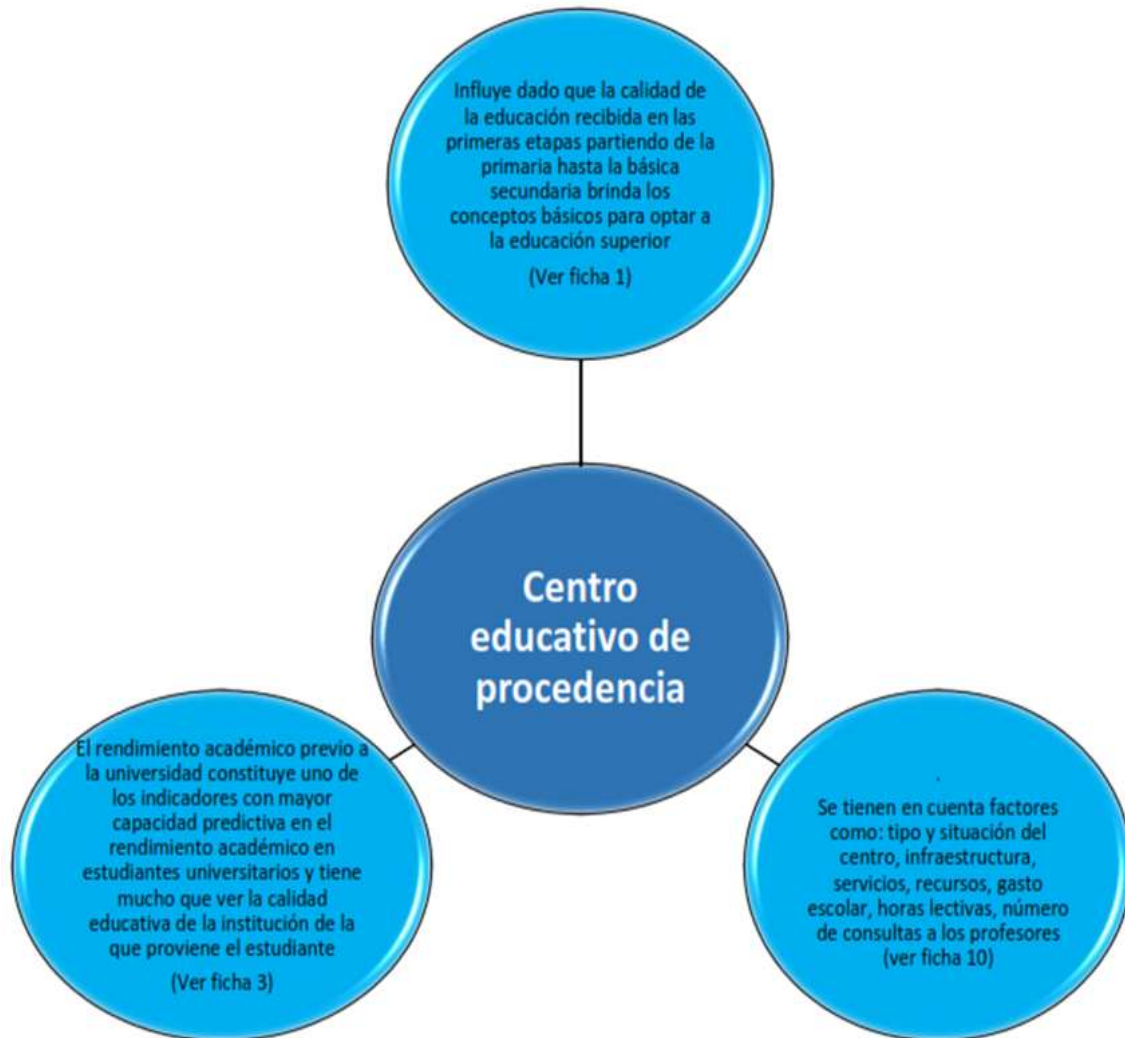 Influye dado que la calidad de
la educación recibida en las
primeras etapas partiendo de la
primaria hasta la básica
secundaria brinda los
conceptos básicos para optar a
la educación superior
(Ver ficha 1)
Centro
educativo de
procedencia
El rendimiento académico previo a
la universidad constituye uno de
los indicadores con mayor
capacidad predictiva en el
rendimiento académico en
estudiantes universitarios y tiene
mucho que ver la calidad
educativa de la institución de la
que proviene el estudiante
(Ver ficha 3)
.
Se tienen en cuenta factores
como: tipo y situación del
centro, infraestructura,
servicios, recursos, gasto
escolar, horas lectivas, número
de consultas a los profesores
(ver ficha 10)